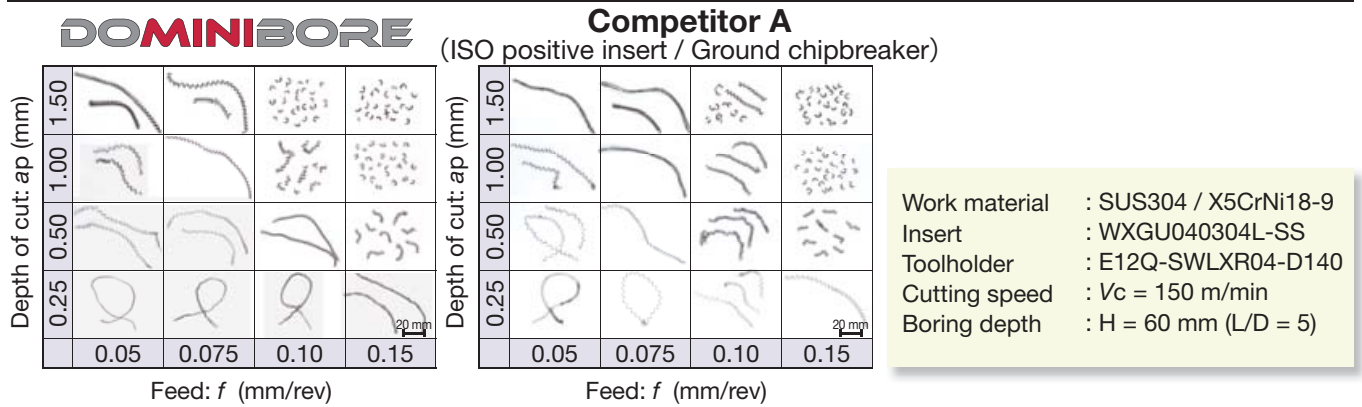 DOMINIBORE
Competitor A
(ISO positive insert / Ground chipbreaker)
Depth of cut: ap (mm)
1.50
1.00
0.50
0.25
20 mm
0.05 0.075 0.10 0.15
Feed: f (mm/rev)
Depth of cut: ap (mm)
1.50
1.00
0.50
0.25
20 mm
0.05 0.075 0.10 0.15
Feed: f (mm/rev)
Work material : SUS304 / X5CrNi18-9
Insert : WXGU040304L-SS
Toolholder : E12Q-SWLXR04-D140
Cutting speed : Vc = 150 m/min
Boring depth : H = 60 mm (L/D = 5)